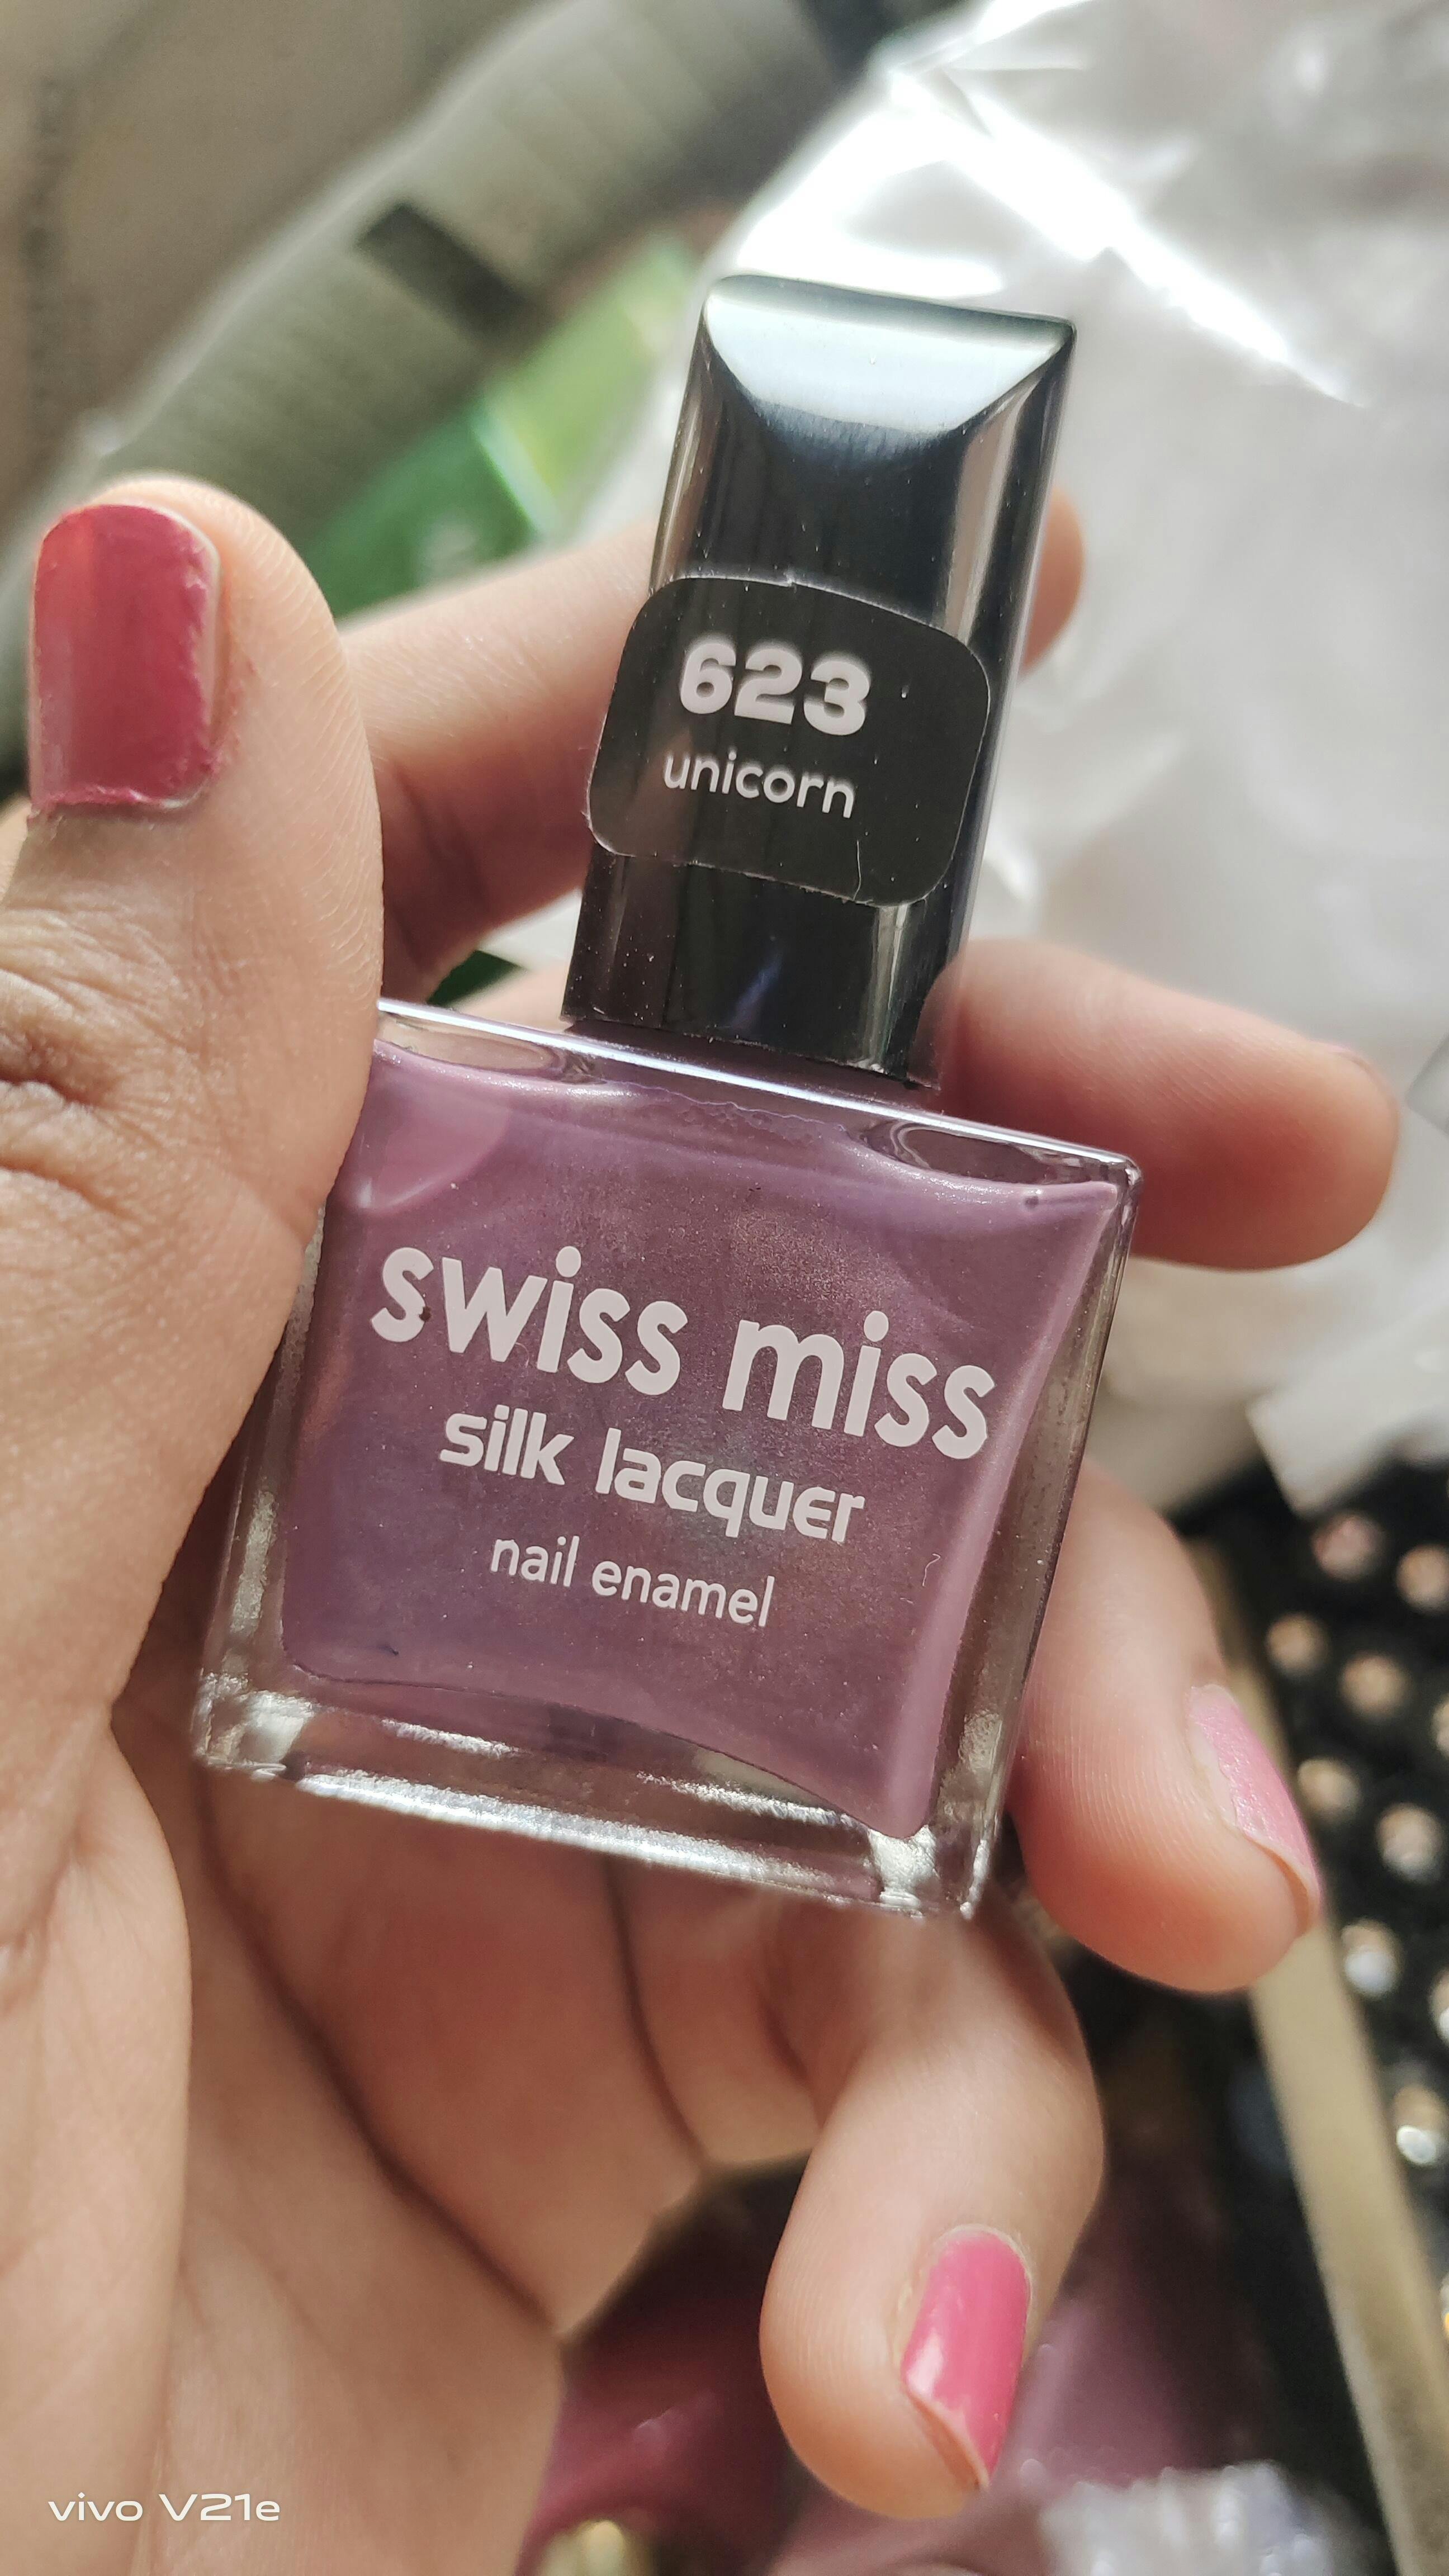 623
unicorn
swiss miss
silk lacquer
nail enamel
vivo V21e